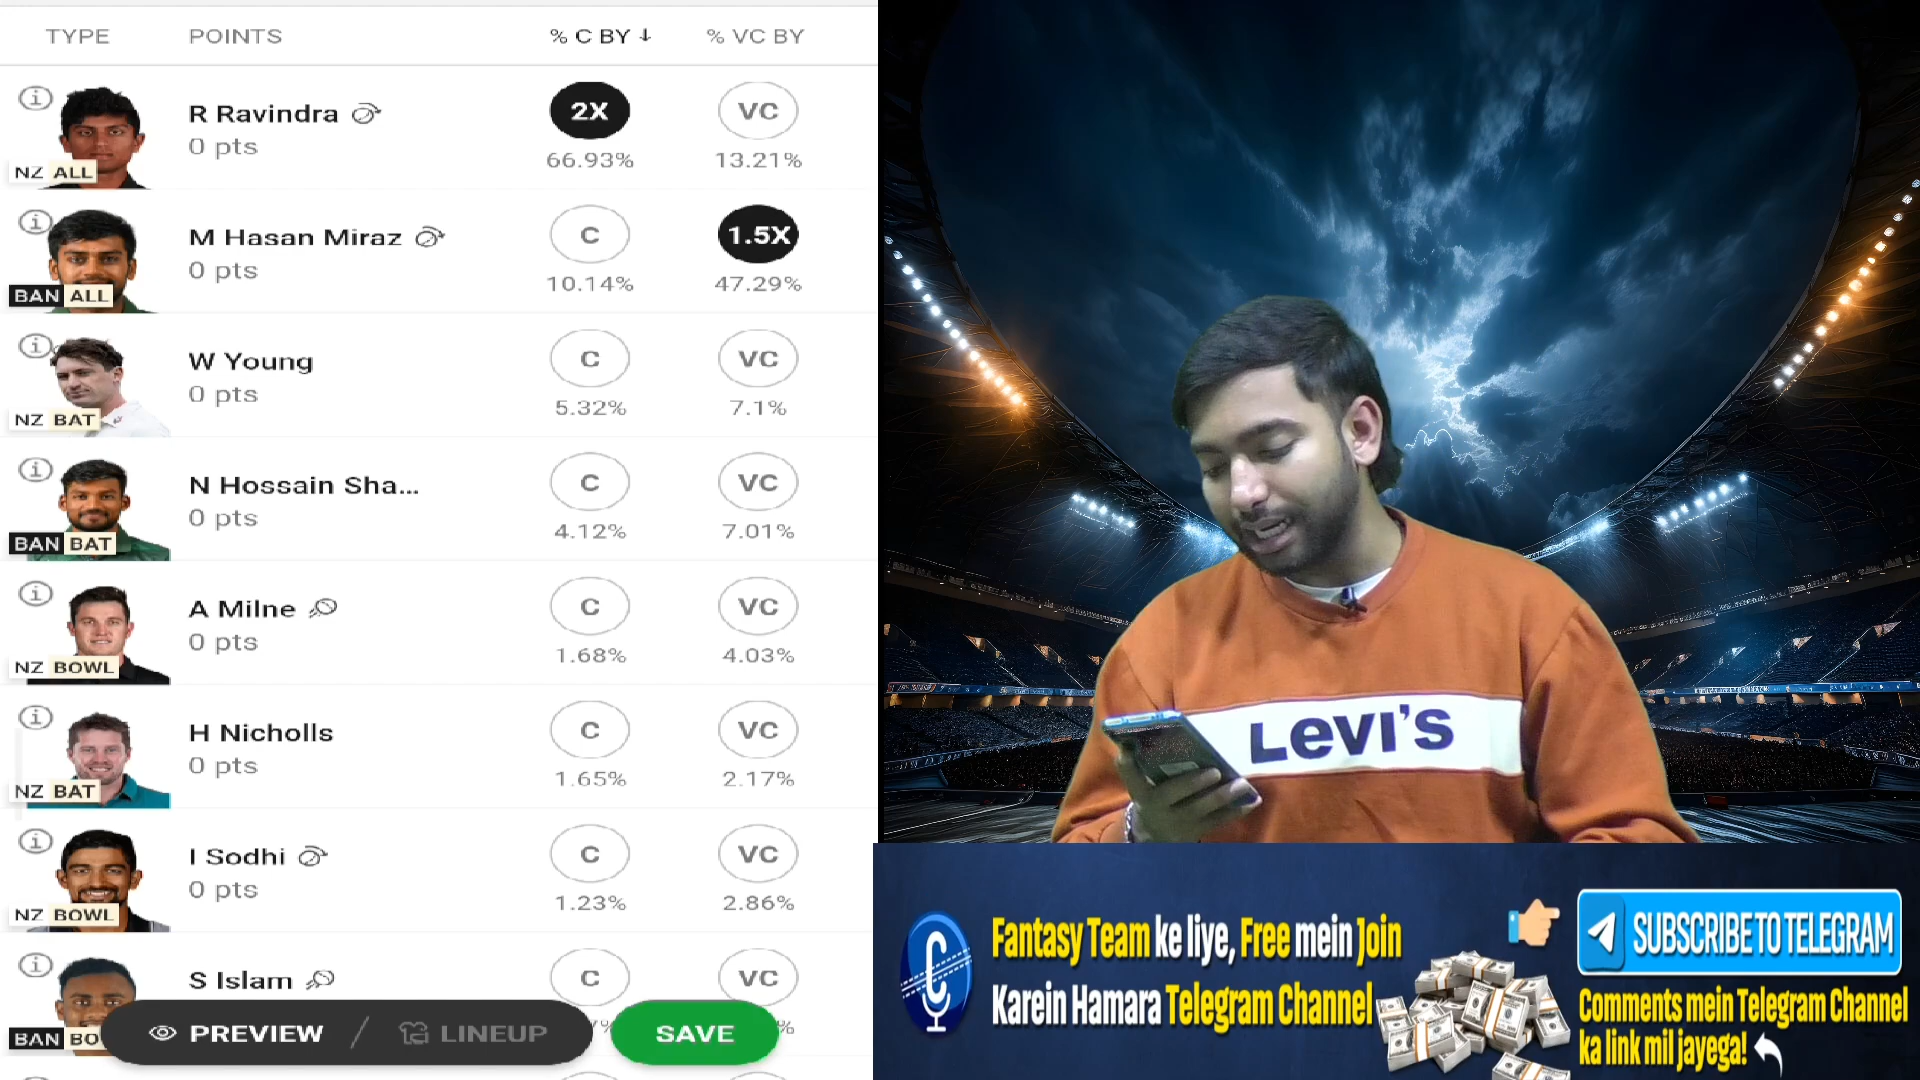 TYPE POINTS % C BY ↓ % VC BY
R Ravindra 2X VC
0 pts
NZ ALL 66.93% 13.21%
M Hasan Miraz C 1.5X
0 pts
BAN ALL 10.14% 47.29%
W Young C VC
0 pts
NZ BAT 5.32% 7.1%
N Hossain Sha... C VC
0 pts
BAN BAT 4.12% 7.01%
A Milne C VC
0 pts
NZ BOWL 1.68% 4.03%
H Nicholls C VC
0 pts
NZ BAT 1.65% 2.17%
I Sodhi C VC
0 pts
NZ BOWL 1.23% 2.86%
S Islam C VC
BAN
PREVIEW / LINEUP SAVE
Levi's
Fantasy Team ke liye, Free mein Join
Karein Hamara Telegram Channel
SUBSCRIBE TO TELEGRAM
Comments mein Telegram Channel
ka link mil jayega!